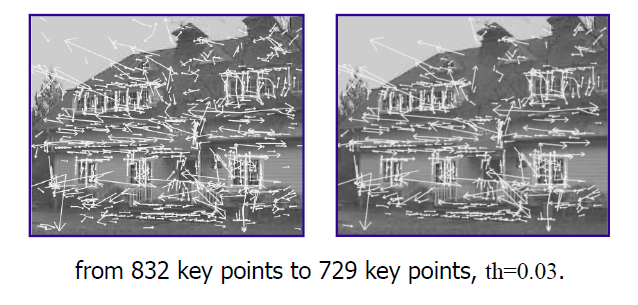 from 832 key points to 729 key points, th=0.03.